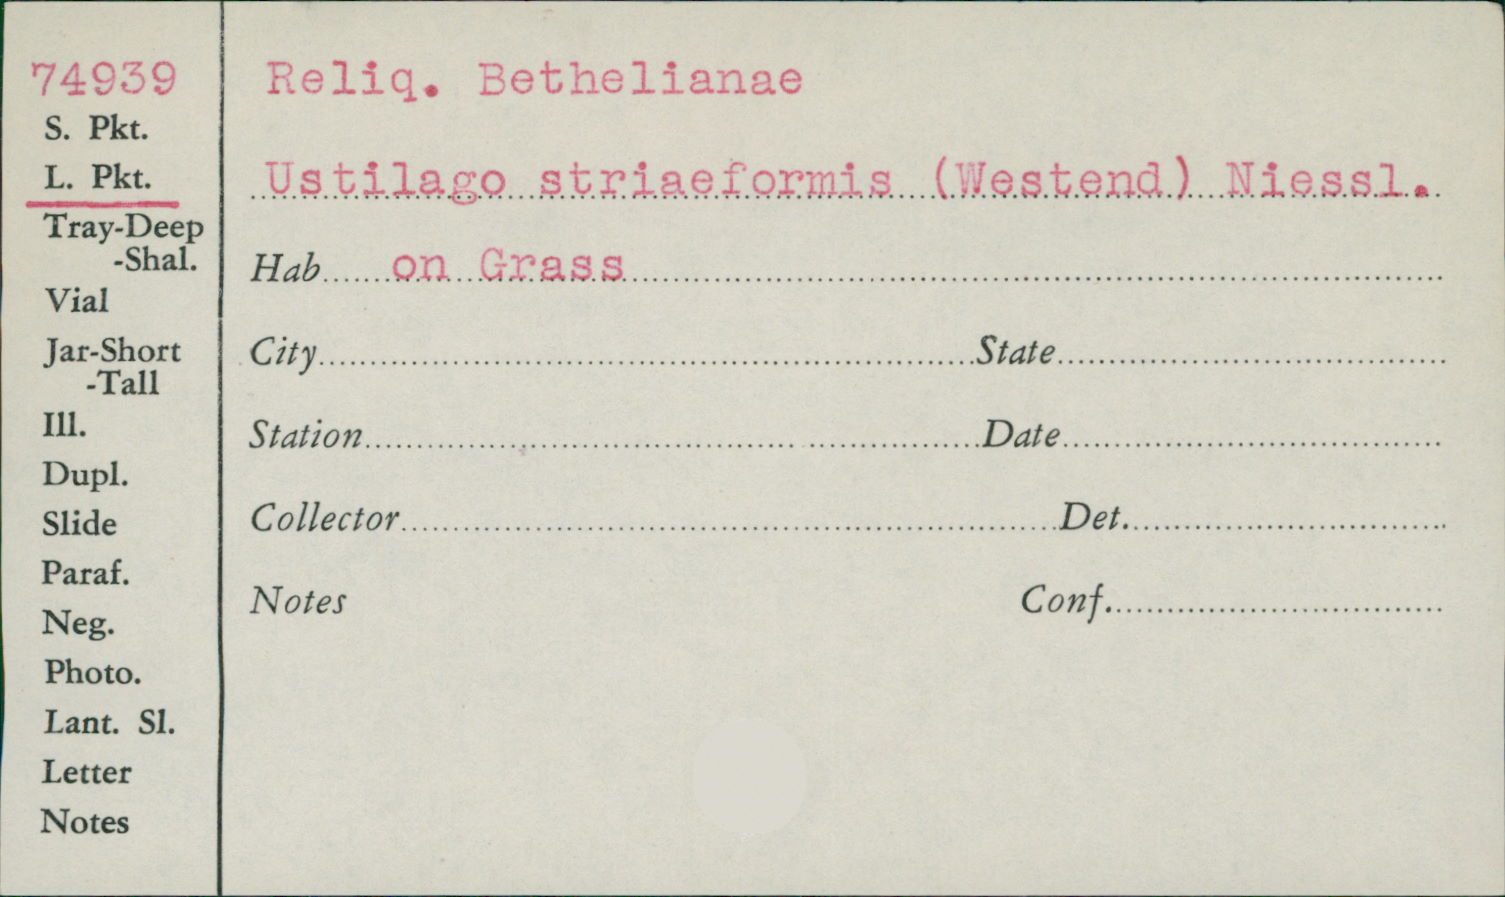 74939
S. Pkt.
L. Pkt.
Tray-Deep
-Shal.
Vial
Jar-Short
-Tall
Ill.
Dupl.
Slide
Paraf.
Neg.
Photo.
Lant. Sl.
Letter
Notes
Reliq. Bethelianae
Ustilago striaeformis (Westend) Niessl.
Hab on Grass
City State
Station Date
Collector Det.
Notes Conf.